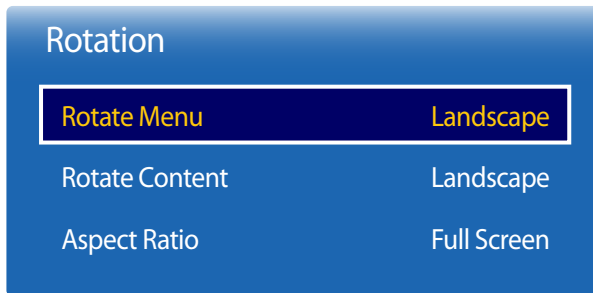 Rotation
Rotate Menu Landscape
Rotate Content Landscape
Aspect Ratio Full Screen